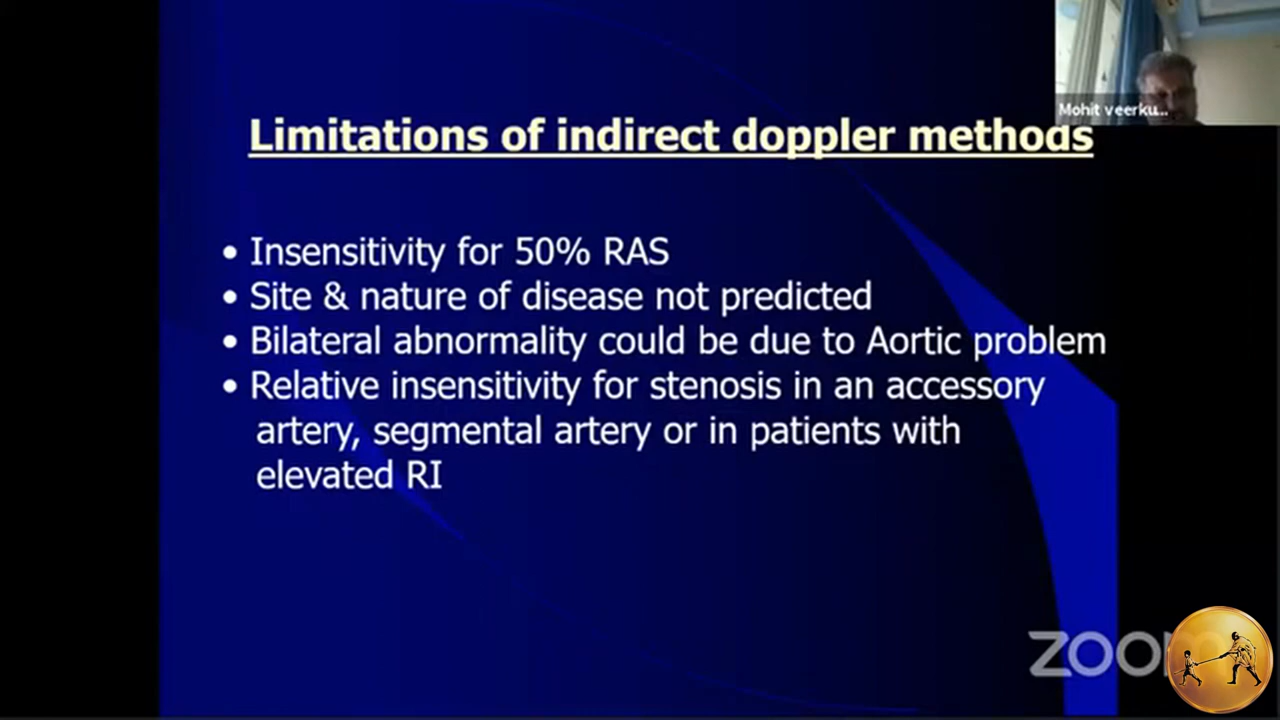 Mohit veerku...
Limitations of indirect doppler methods
• Insensitivity for 50% RAS
• Site & nature of disease not predicted
• Bilateral abnormality could be due to Aortic problem
• Relative insensitivity for stenosis in an accessory
artery, segmental artery or in patients with
elevated RI
zoom